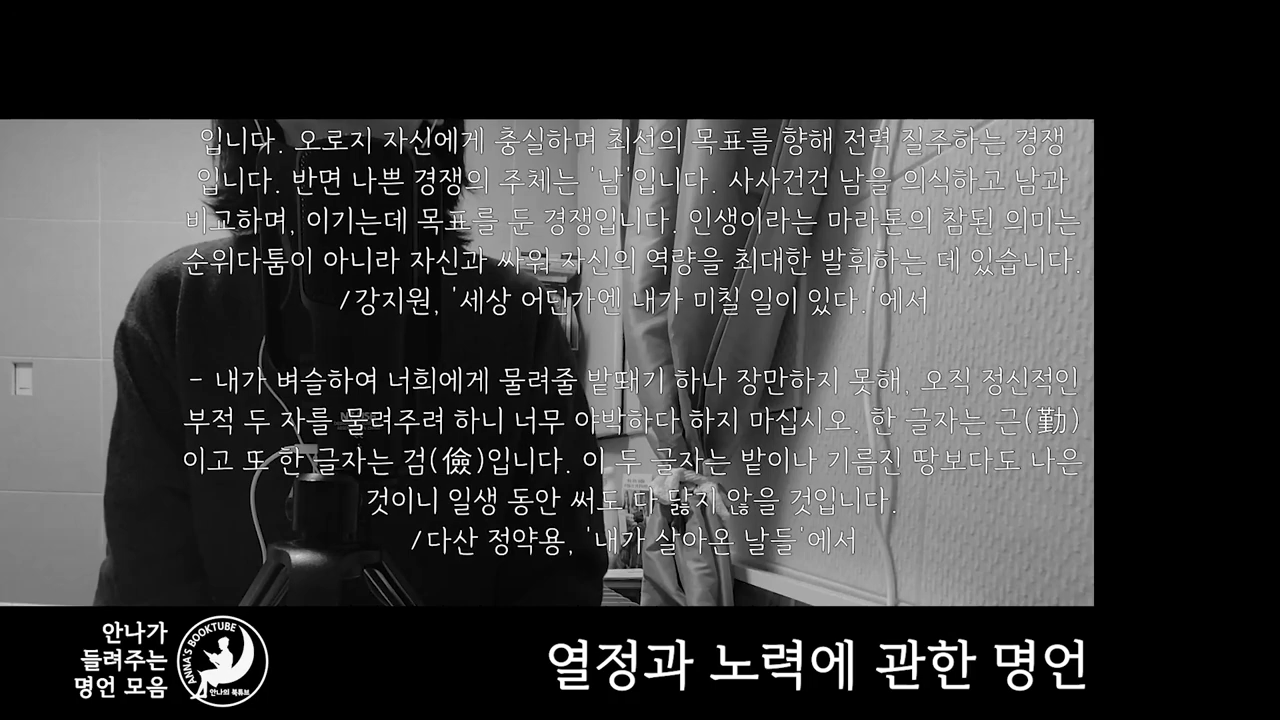 입니다. 오로지 자신에게 충실하며 최선의 목표를 향해 전력 질주하는 경쟁
입니다. 반면 나쁜 경쟁의 주체는 '남'입니다. 사사건건 남을 의식하고 남과
비교하며, 이기는데 목표를 둔 경쟁입니다. 인생이라는 마라톤의 참된 의미는
순위다툼이 아니라 자신과 싸워 자신의 역량을 최대한 발휘하는 데 있습니다.
/강지원, '세상 어딘가엔 내가 미칠 일이 있다.'에서
- 내가 벼슬하여 너희에게 물려줄 밭뙈기 하나 장만하지 못해, 오직 정신적인
부적 두 자를 물려주려 하니 너무 야박하다 하지 마십시오. 한 글자는 근(勤)
이고 또 한 글자는 검(儉)입니다. 이 두 글자는 밭이나 기름진 땅보다도 나은
것이니 일생 동안 써도 다 닳지 않을 것입니다.
/다산 정약용, '내가 살아온 날들'에서
안나가
들려주는
명언 모음
ANNA'S BOOKTUBE
안나의 북튜브
열정과 노력에 관한 명언